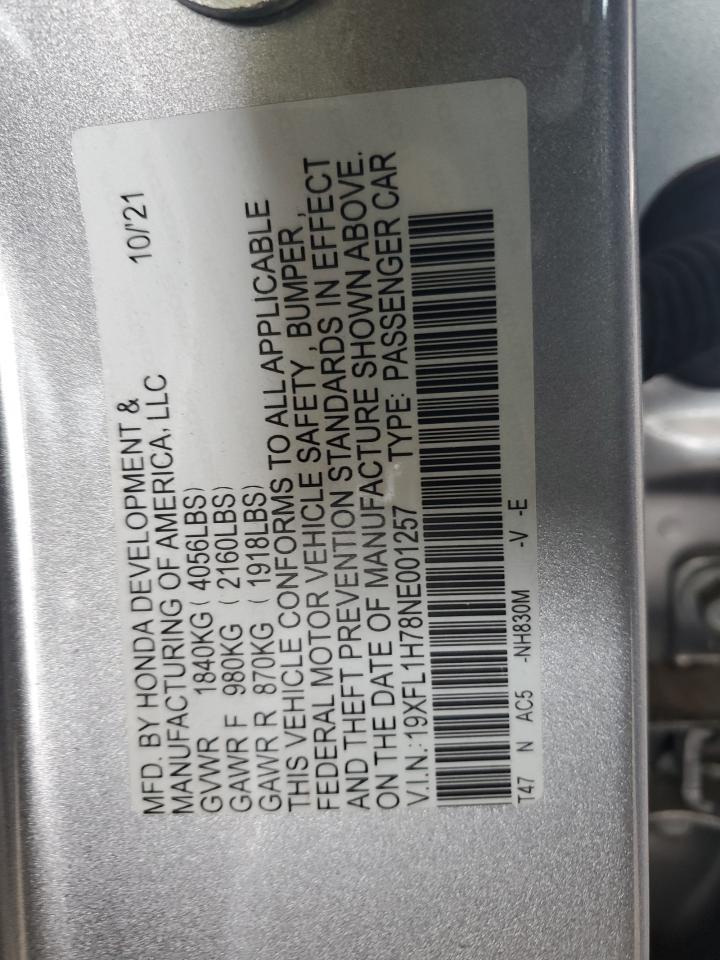 MFD. BY HONDA DEVELOPMENT &
MANUFACTURING OF AMERICA, LLC 10/'21
GVWR 1840KG ( 4056LBS)
GAWR F 980KG ( 2160LBS)
GAWR R 870KG ( 1918LBS)
THIS VEHICLE CONFORMS TO ALL APPLICABLE
FEDERAL MOTOR VEHICLE SAFETY , BUMPER ,
AND THEFT PREVENTION STANDARDS IN EFFECT
ON THE DATE OF MANUFACTURE SHOWN ABOVE.
V.I.N.:19XFL1H78NE001257 TYPE: PASSENGER CAR
T47 N AC5 -NH830M -V -E